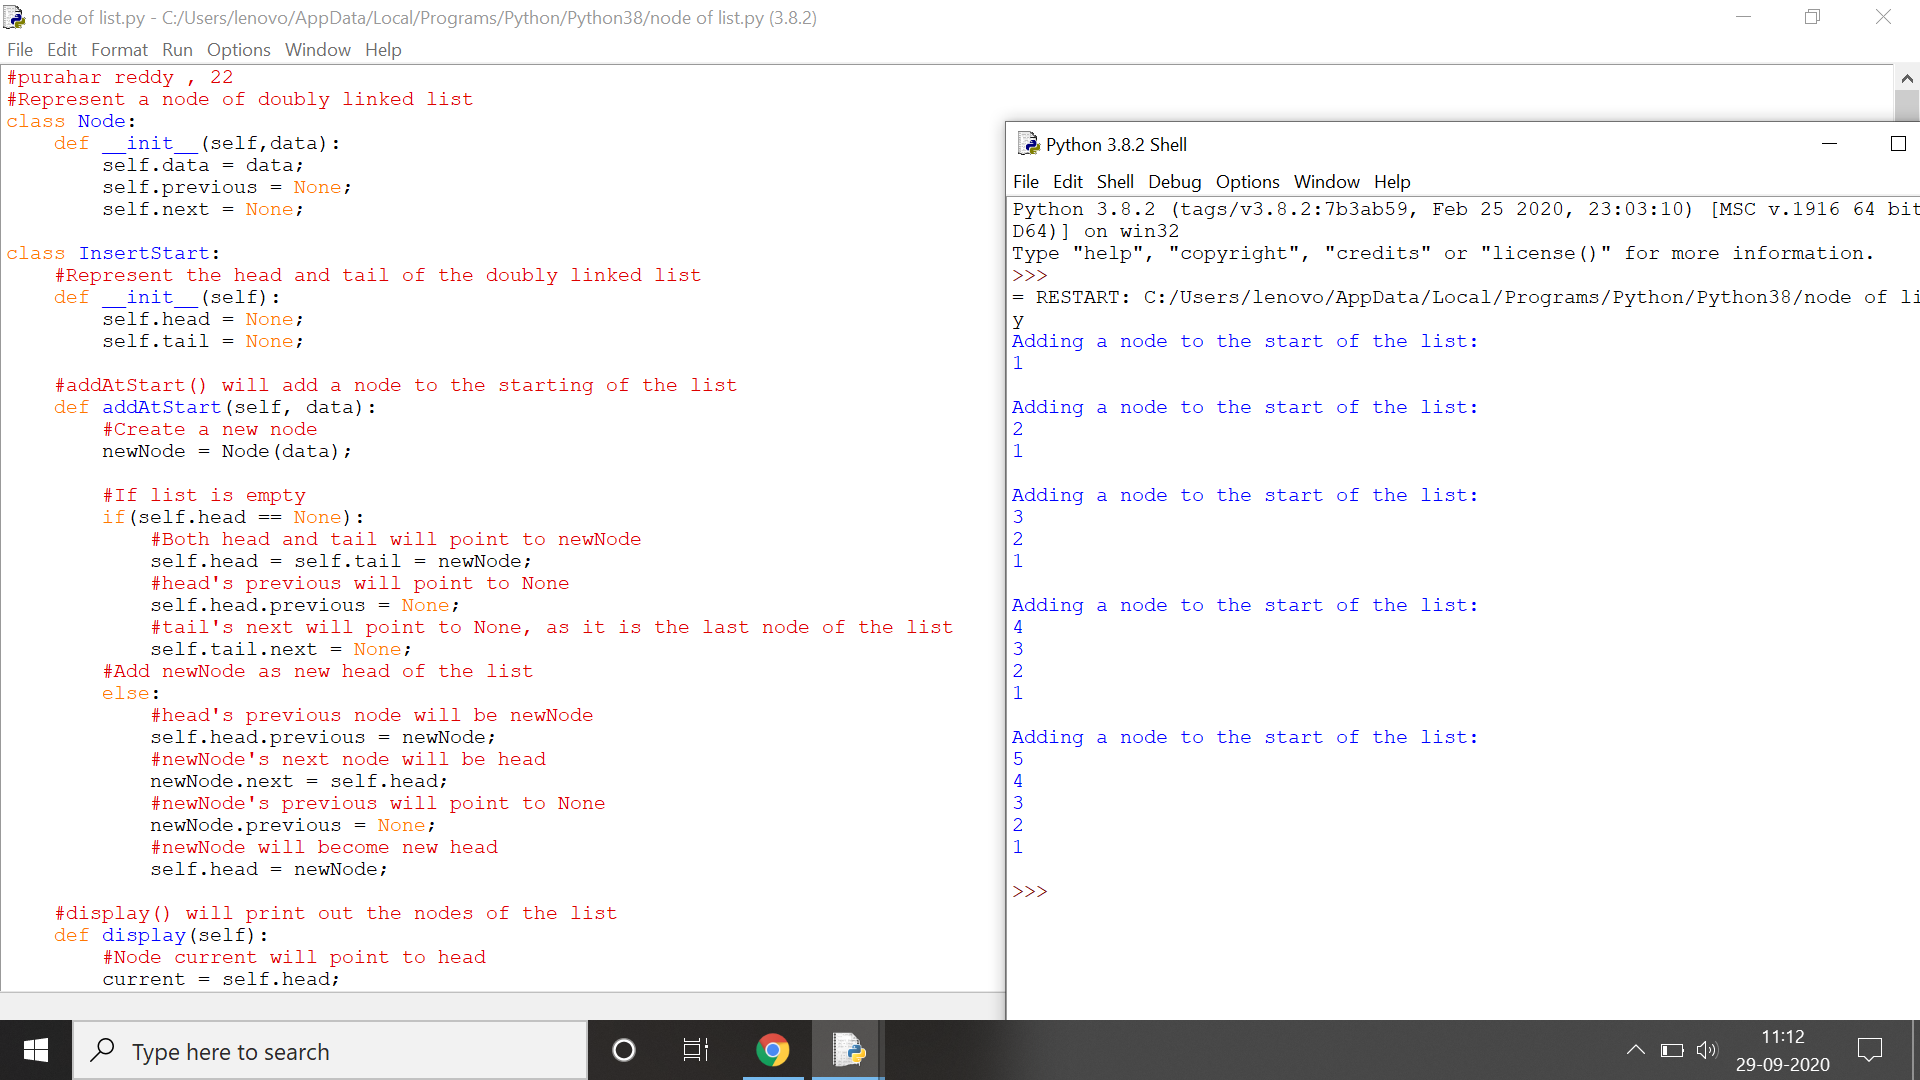 node of list.py - C:/Users/lenovo/AppData/Local/Programs/Python/Python38/node of list.py (3.8.2)
File Edit Format Run Options Window Help
#purahar reddy , 22
#Represent a node of doubly linked list
class Node:
    def __init__(self,data):
        self.data = data;
        self.previous = None;
        self.next = None;

class InsertStart:
    #Represent the head and tail of the doubly linked list
    def __init__(self):
        self.head = None;
        self.tail = None;

    #addAtStart() will add a node to the starting of the list
    def addAtStart(self, data):
        #Create a new node
        newNode = Node(data);

        #If list is empty
        if(self.head == None):
            #Both head and tail will point to newNode
            self.head = self.tail = newNode;
            #head's previous will point to None
            self.head.previous = None;
            #tail's next will point to None, as it is the last node of the list
            self.tail.next = None;
        #Add newNode as new head of the list
        else:
            #head's previous node will be newNode
            self.head.previous = newNode;
            #newNode's next node will be head
            newNode.next = self.head;
            #newNode's previous will point to None
            newNode.previous = None;
            #newNode will become new head
            self.head = newNode;

    #display() will print out the nodes of the list
    def display(self):
        #Node current will point to head
        current = self.head;
Python 3.8.2 Shell
File Edit Shell Debug Options Window Help
Python 3.8.2 (tags/v3.8.2:7b3ab59, Feb 25 2020, 23:03:10) [MSC v.1916 64 bit
D64)] on win32
Type "help", "copyright", "credits" or "license()" for more information.
>>>
= RESTART: C:/Users/lenovo/AppData/Local/Programs/Python/Python38/node of li
y
Adding a node to the start of the list:
1

Adding a node to the start of the list:
2
1

Adding a node to the start of the list:
3
2
1

Adding a node to the start of the list:
4
3
2
1

Adding a node to the start of the list:
5
4
3
2
1

>>>
Type here to search
11:12
29-09-2020